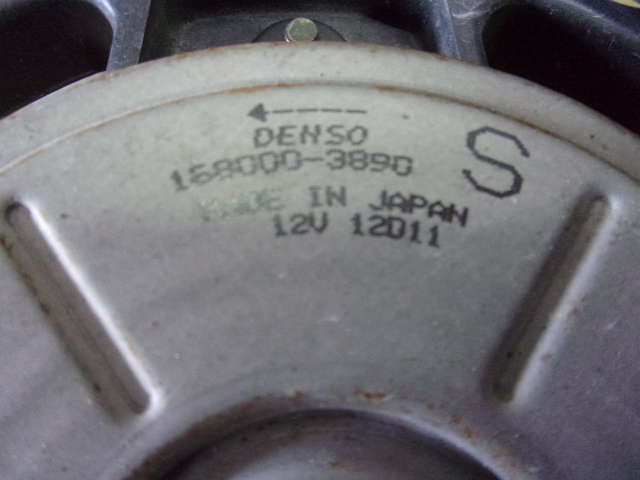 DENSO
168000-3890
S
MADE IN JAPAN
12V 12D11